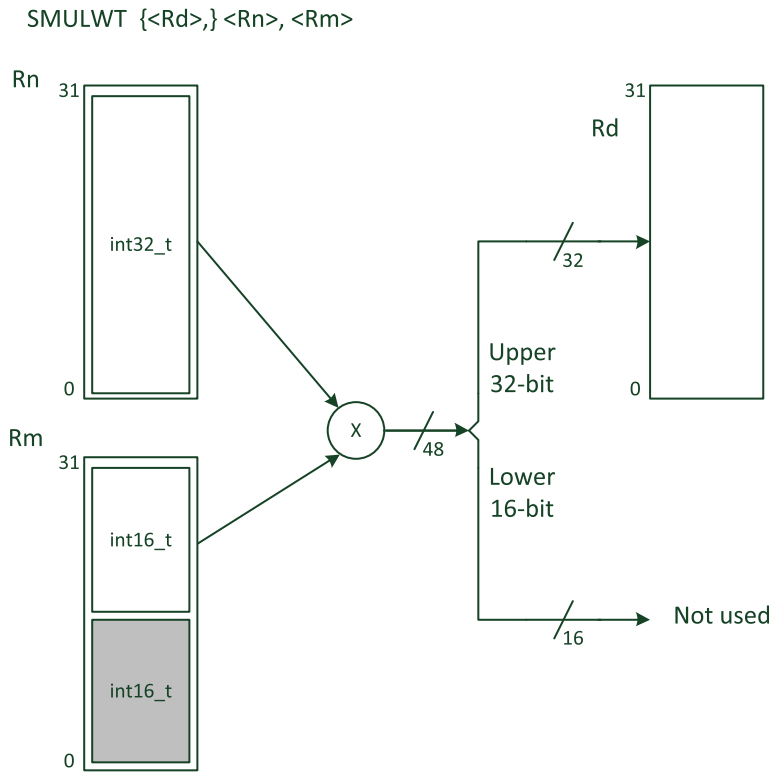 SMULWT {<Rd>,} <Rn>, <Rm>
Rn
31
int32_t
0
Rm
31
int16_t
int16_t
0
X
48
Upper
32-bit
Lower
16-bit
32
16
Rd
31
0
Not used